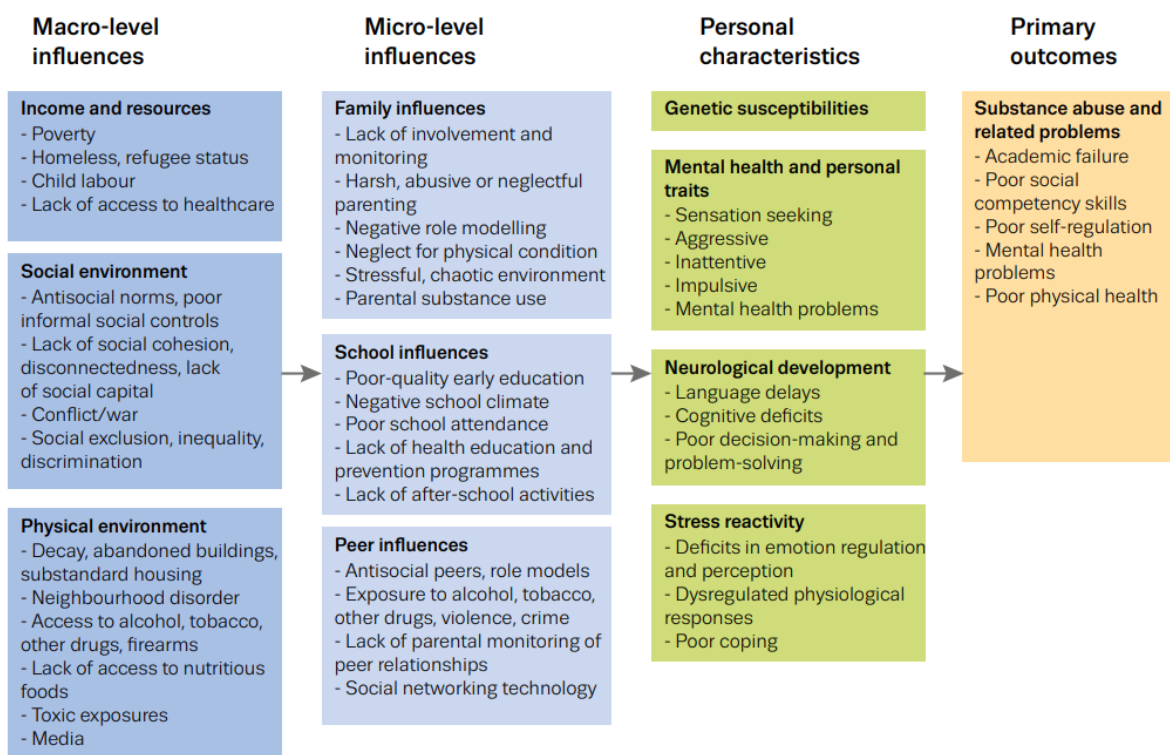 Macro-level
influences
Income and resources
- Poverty
- Homeless, refugee status
- Child labour
- Lack of access to healthcare
Social environment
- Antisocial norms, poor
informal social controls
- Lack of social cohesion,
disconnectedness, lack
of social capital
- Conflict/war
- Social exclusion, inequality,
discrimination
Physical environment
- Decay, abandoned buildings,
substandard housing
- Neighbourhood disorder
- Access to alcohol, tobacco,
other drugs, firearms
- Lack of access to nutritious
foods
- Toxic exposures
- Media
Micro-level
influences
Family influences
- Lack of involvement and
monitoring
- Harsh, abusive or neglectful
parenting
- Negative role modelling
- Neglect for physical condition
- Stressful, chaotic environment
- Parental substance use
School influences
- Poor-quality early education
- Negative school climate
- Poor school attendance
- Lack of health education and
prevention programmes
- Lack of after-school activities
Peer influences
- Antisocial peers, role models
- Exposure to alcohol, tobacco,
other drugs, violence, crime
- Lack of parental monitoring of
peer relationships
- Social networking technology
Personal
characteristics
Genetic susceptibilities
Mental health and personal
traits
- Sensation seeking
- Aggressive
- Inattentive
- Impulsive
- Mental health problems
Neurological development
- Language delays
- Cognitive deficits
- Poor decision-making and
problem-solving
Stress reactivity
- Deficits in emotion regulation
and perception
- Dysregulated physiological
responses
- Poor coping
Primary
outcomes
Substance abuse and
related problems
- Academic failure
- Poor social
competency skills
- Poor self-regulation
- Mental health
problems
- Poor physical health